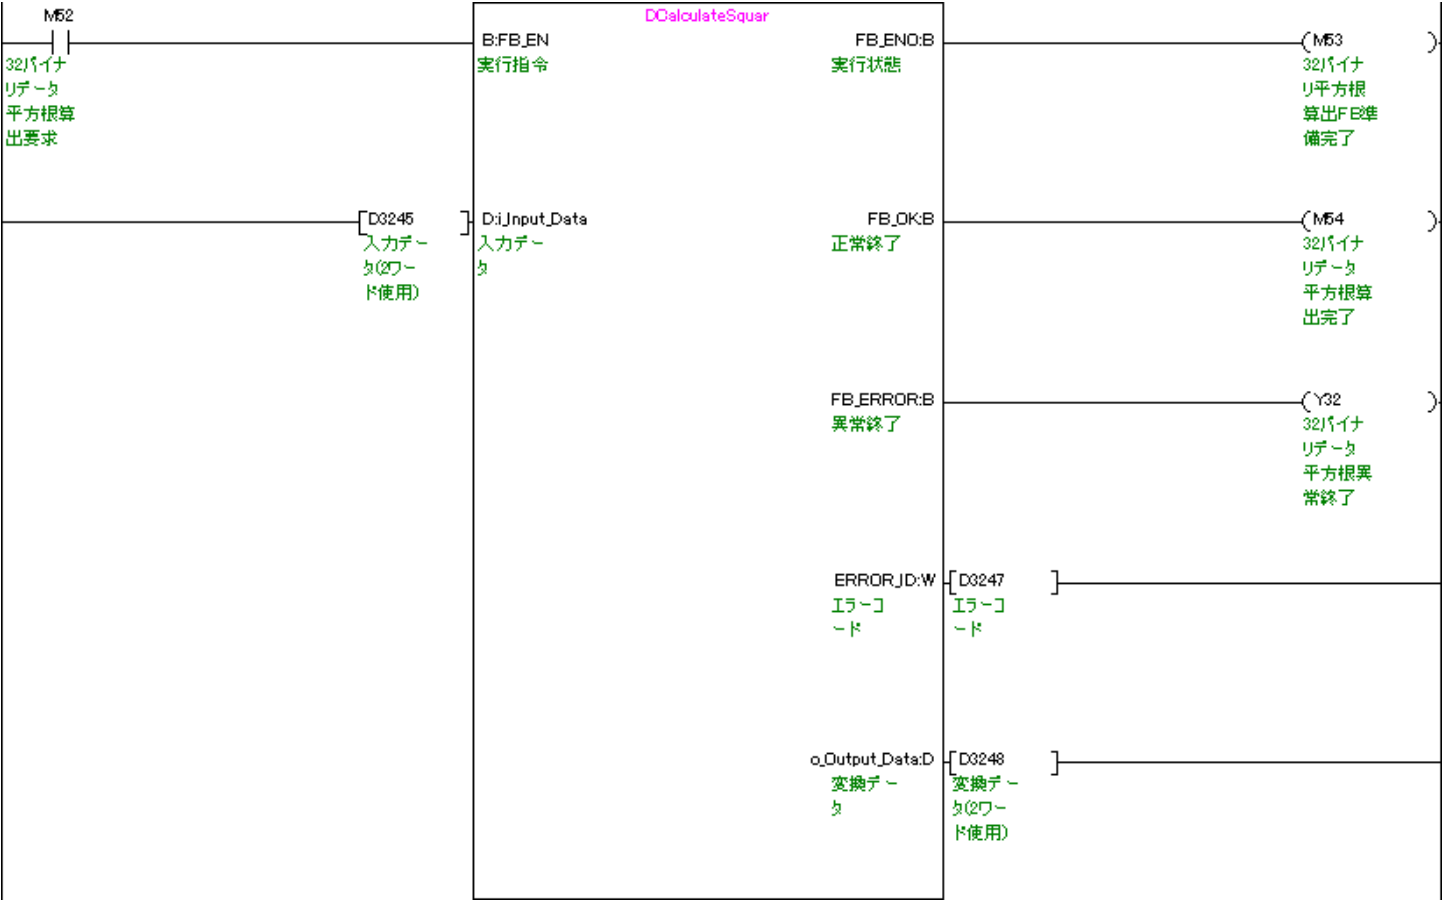 M52
DCalculateSquar
B:FB_EN
FB_ENO:B
M53
32バイナ
リデータ
平方根算
出要求
実行指令
実行状態
32バイナ
リ平方根
算出FB準
備完了
D3245
入力デー
タ(2ワー
ド使用)
D:i_Input_Data
入力デー
タ
FB_OK:B
正常終了
M54
32バイナ
リデータ
平方根算
出完了
FB_ERROR:B
異常終了
Y32
32バイナ
リデータ
平方根異
常終了
ERROR_ID:W
エラーコ
ード
D3247
エラーコ
ード
o_Output_Data:D
変換デー
タ
D3248
変換デー
タ(2ワー
ド使用)